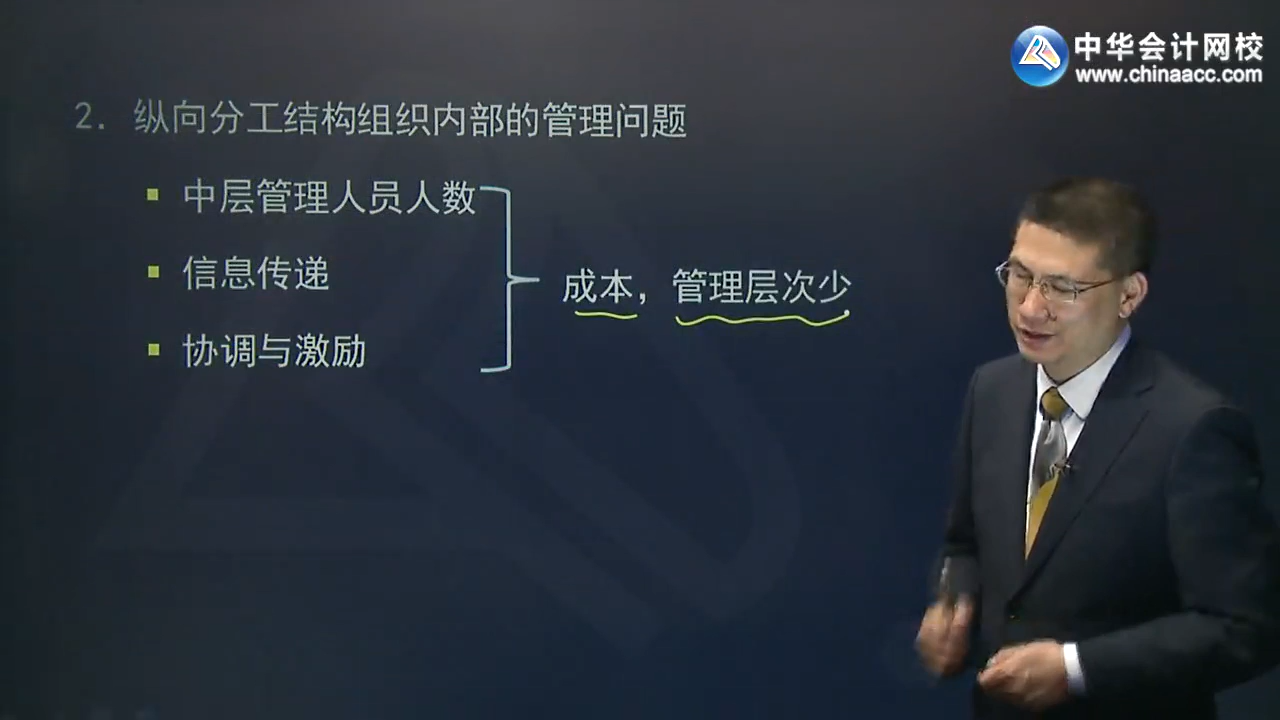 中华会计网校
www.chinaacc.com
2. 纵向分工结构组织内部的管理问题
中层管理人员人数
信息传递
协调与激励
成本，管理层次少